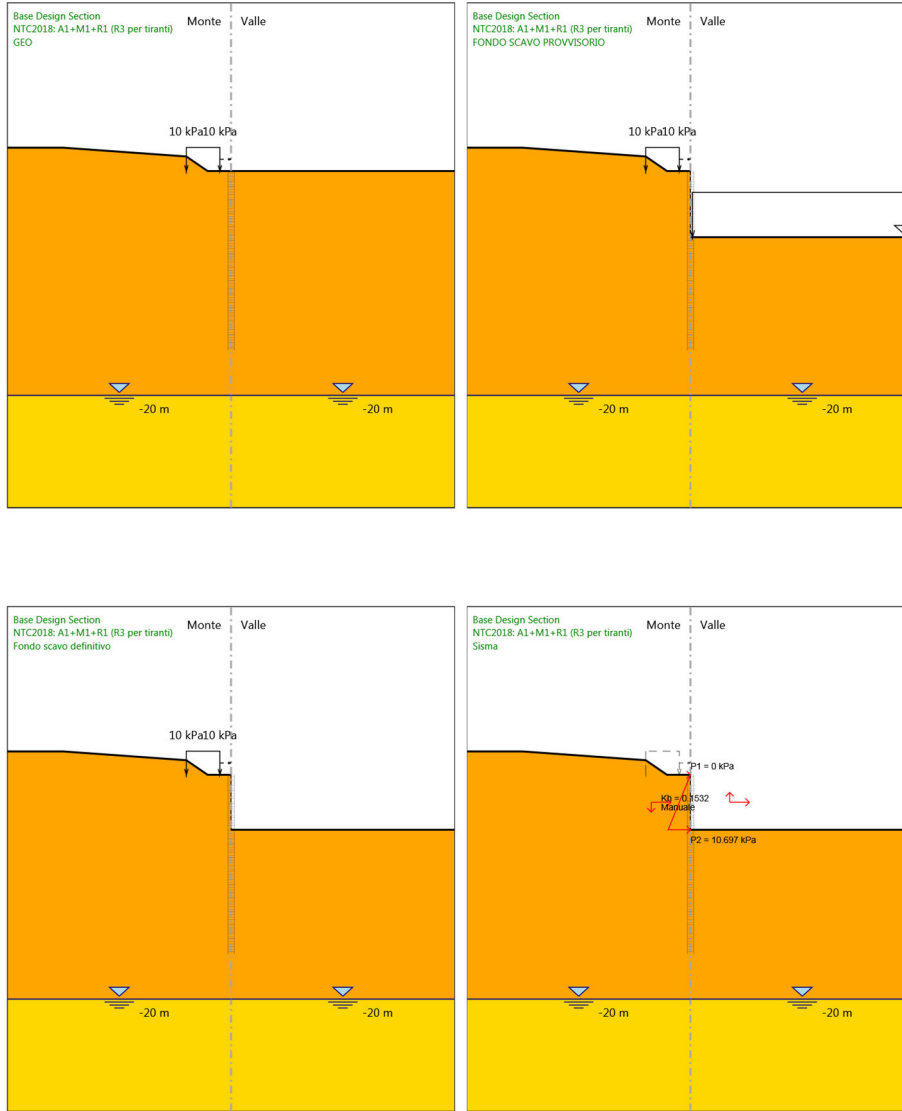 Base Design Section
NTC2018: A1+M1+R1 (R3 per tiranti)
GEO
Monte
Valle
10 kPa10 kPa
-20 m
-20 m
Base Design Section
NTC2018: A1+M1+R1 (R3 per tiranti)
FONDO SCAVO PROVVISORIO
Monte
Valle
10 kPa10 kPa
-20 m
-20 m
Base Design Section
NTC2018: A1+M1+R1 (R3 per tiranti)
Fondo scavo definitivo
Monte
Valle
10 kPa10 kPa
-20 m
-20 m
Base Design Section
NTC2018: A1+M1+R1 (R3 per tiranti)
Sisma
Monte
Valle
P1 = 0 kPa
Kh = 0.1532
Manuale
P2 = 10.697 kPa
-20 m
-20 m